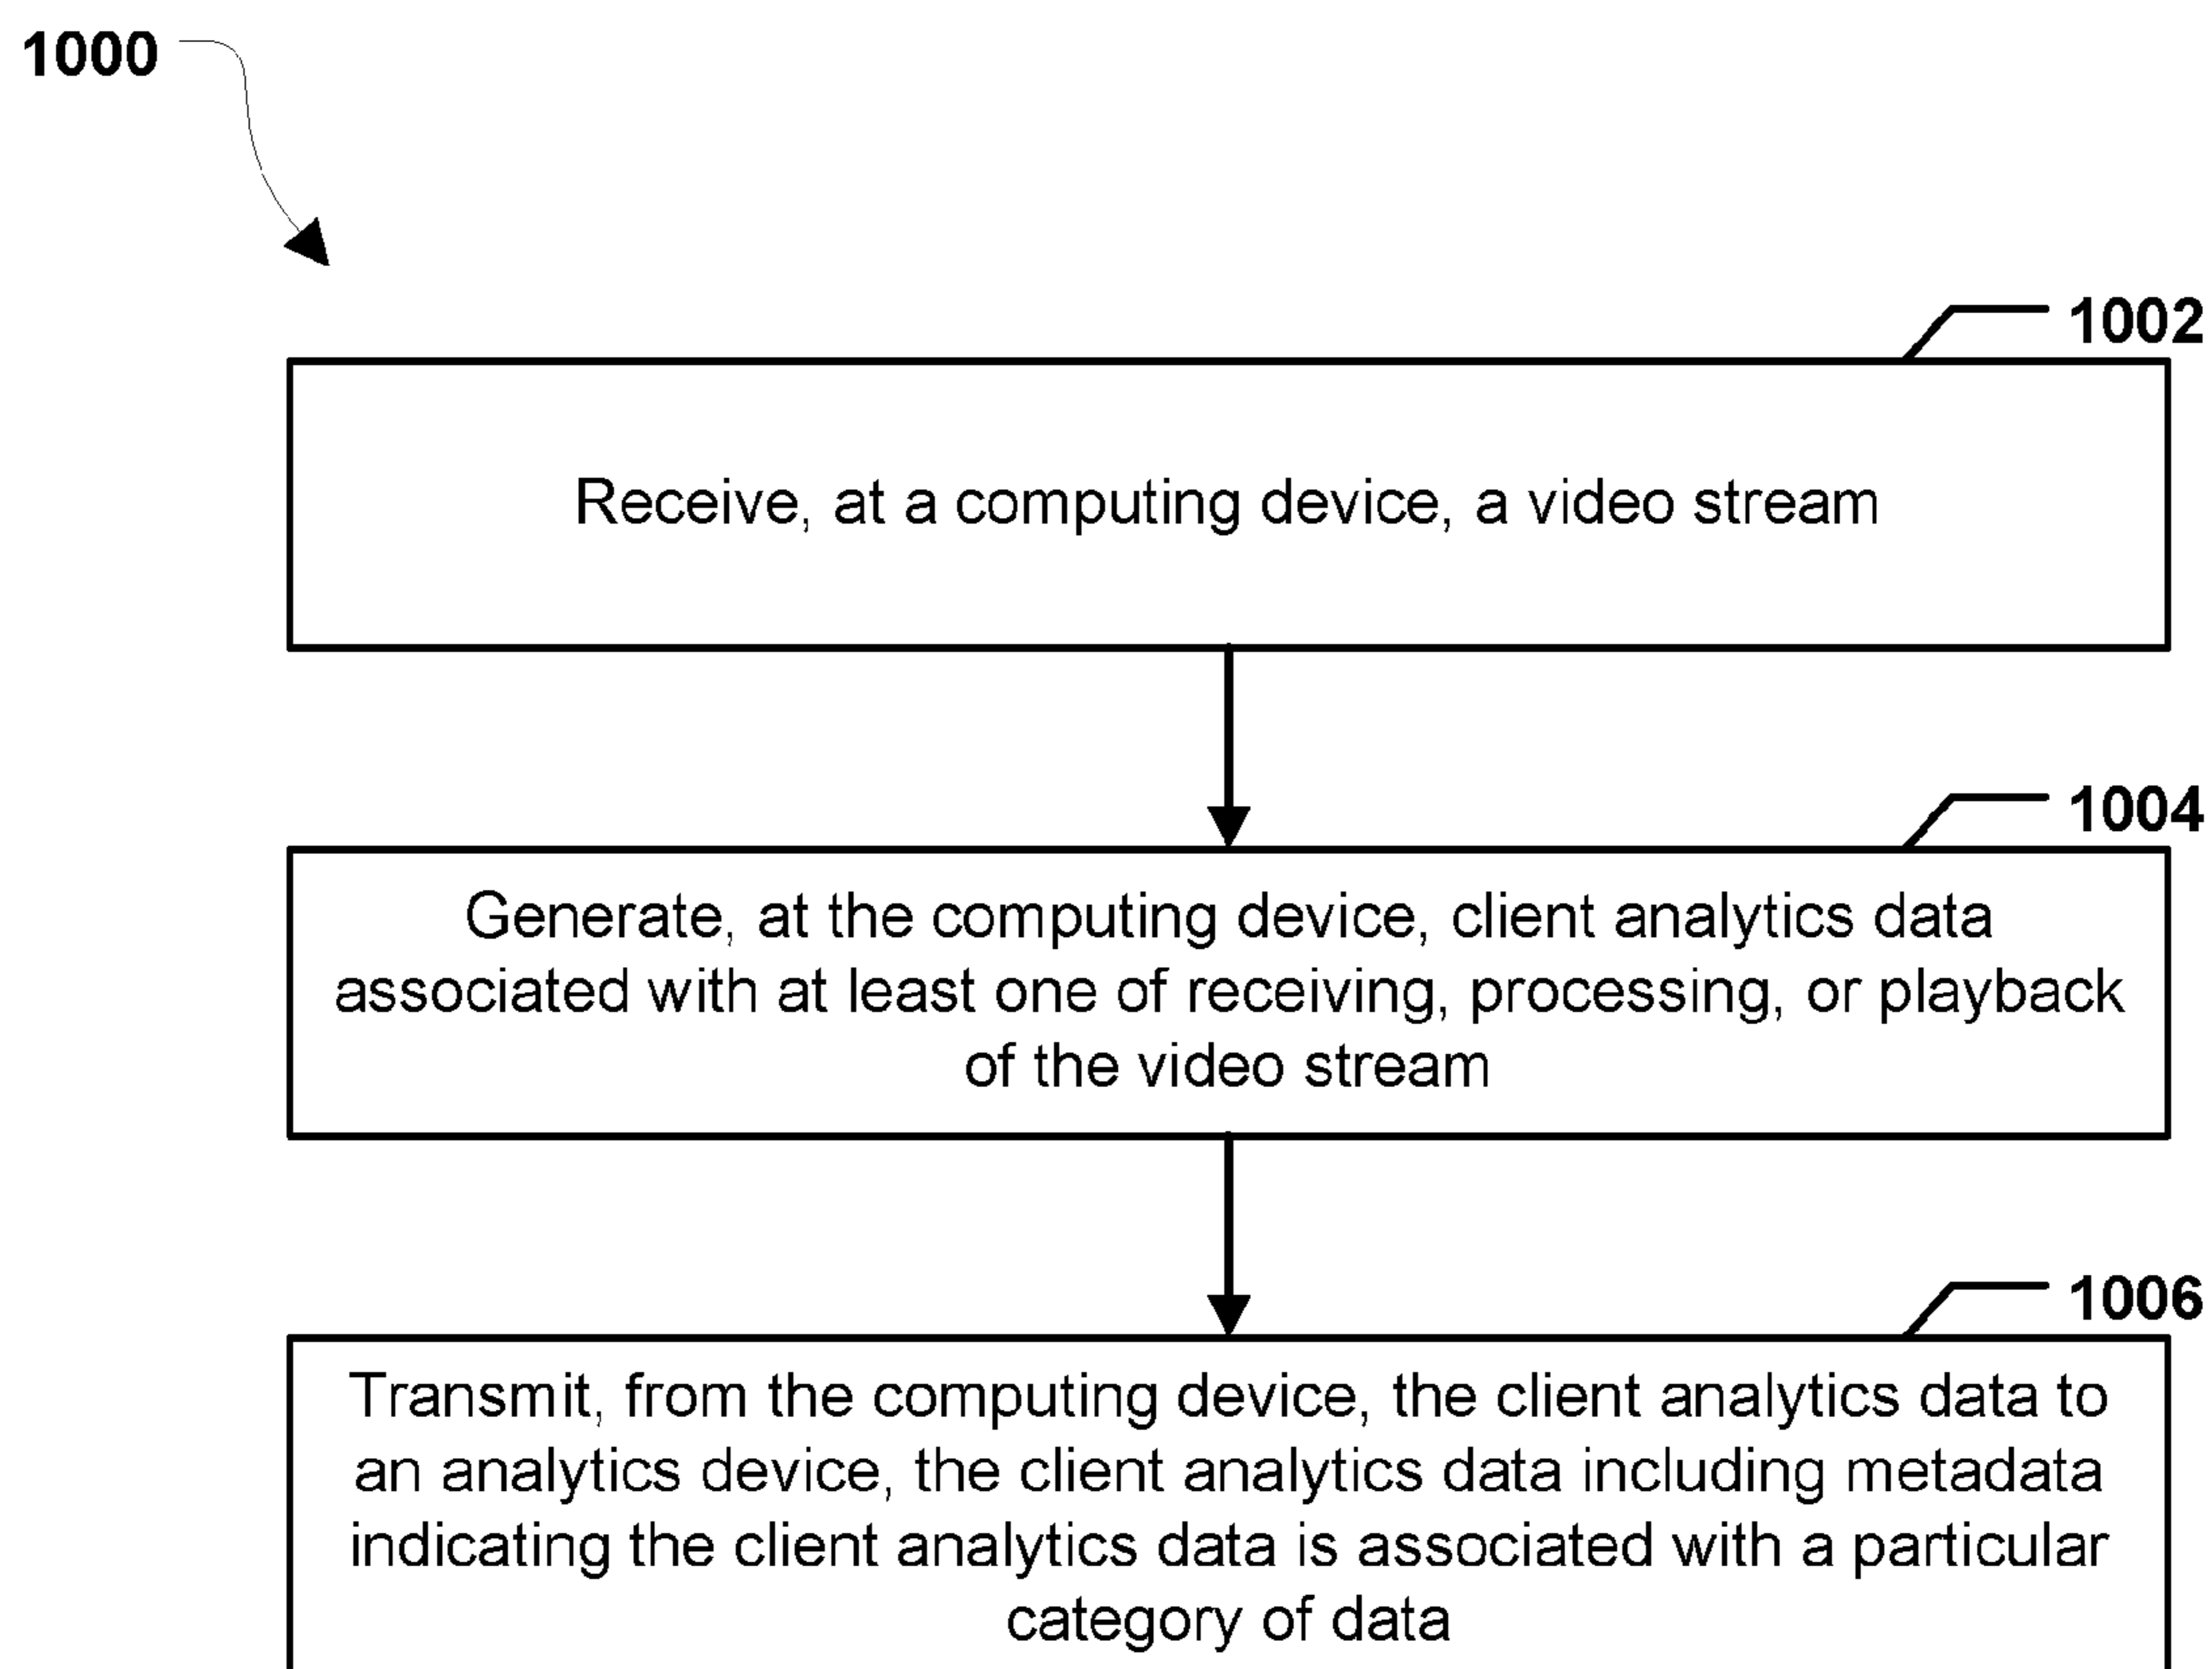 1000
1002
Receive, at a computing device, a video stream
1004
Generate, at the computing device, client analytics data
associated with at least one of receiving, processing, or playback
of the video stream
1006
Transmit, from the computing device, the client analytics data to
an analytics device, the client analytics data including metadata
indicating the client analytics data is associated with a particular
category of data